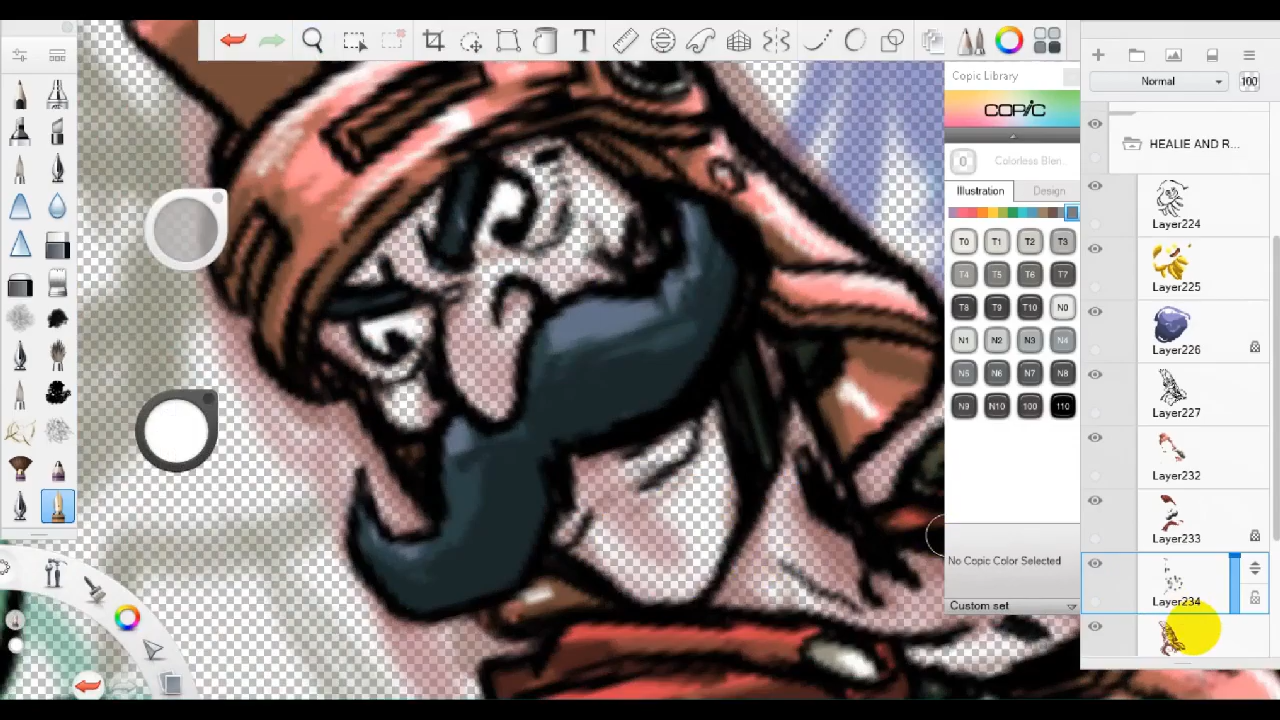 Copic Library
COPIC
0 Colorless Blen...
Illustration Design
T0 T1 T2 T3
T4 T5 T6 T7
T8 T9 T10 N0
N1 N2 N3 N4
N5 N6 N7 N8
N9 N10 100 110
No Copic Color Selected
Custom set
Normal 100
HEALIE AND R...
Layer224
Layer225
Layer226
Layer227
Layer232
Layer233
Layer234